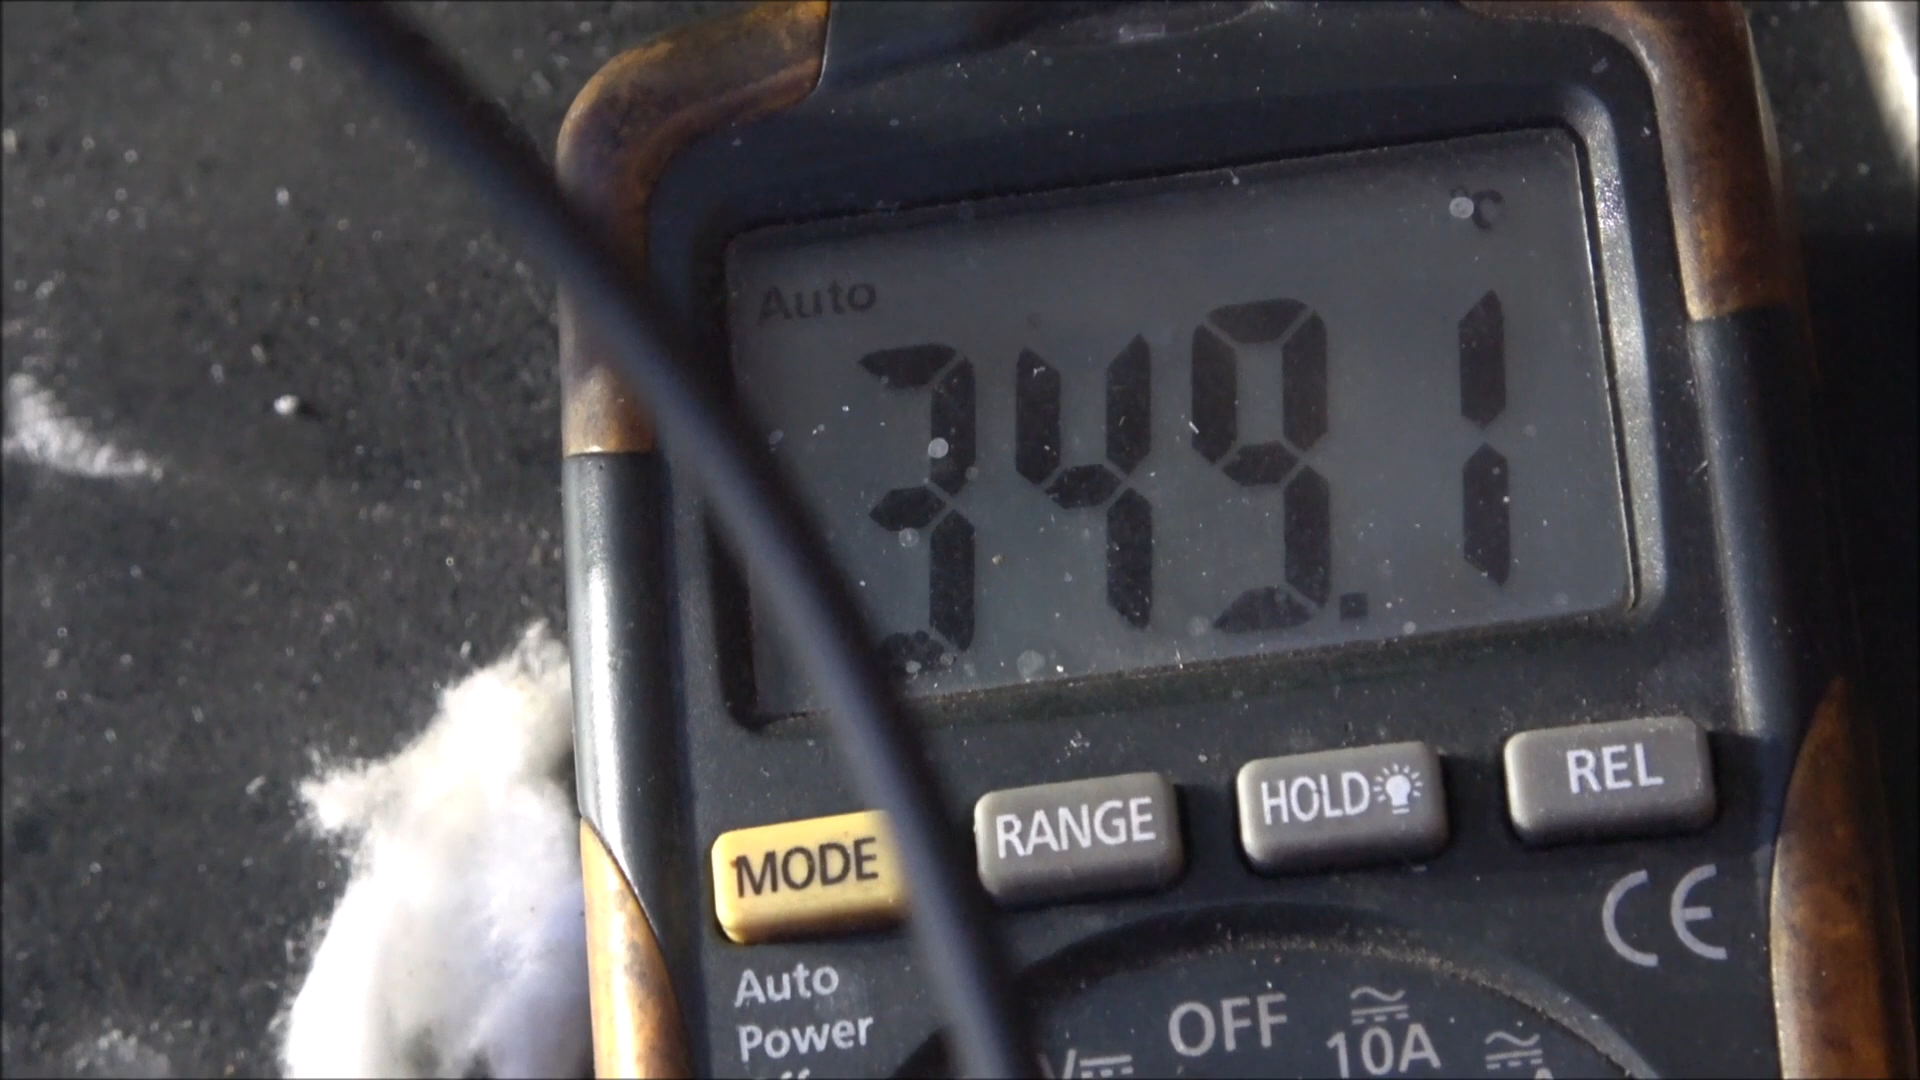 °C
Auto
349.1
MODE RANGE HOLD REL
CE
Auto
Power
OFF
10A
V